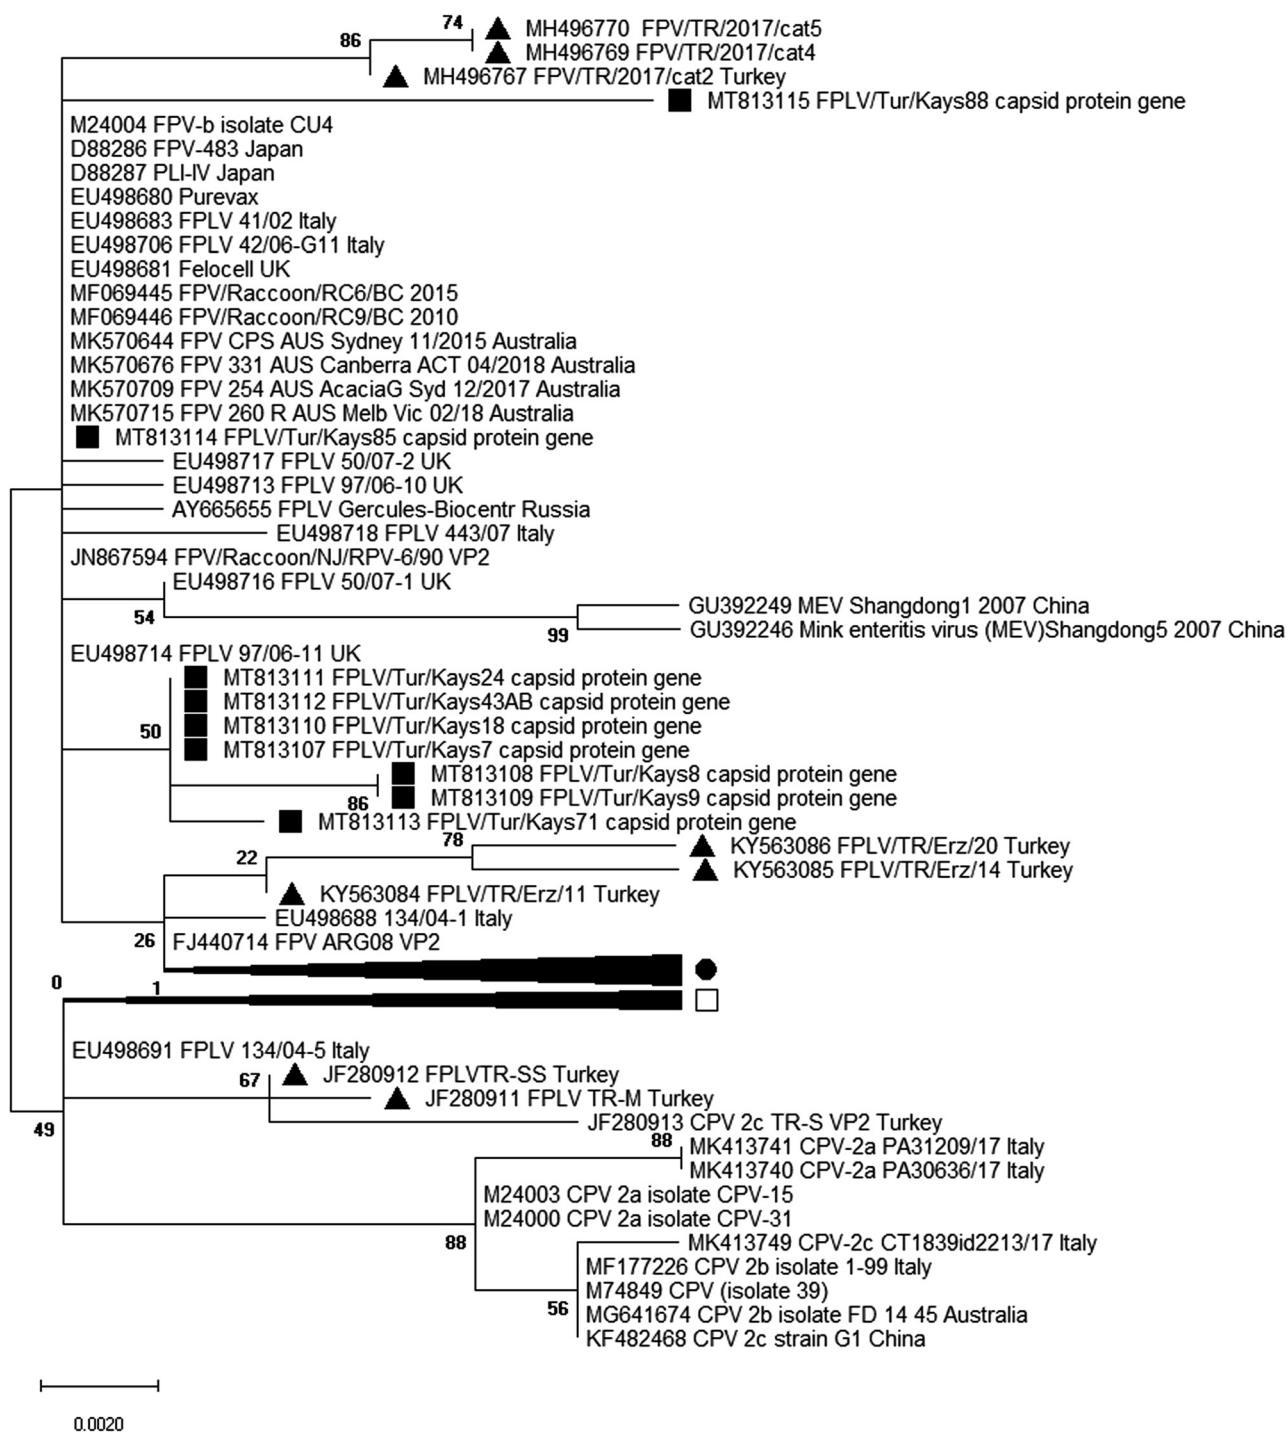 74
MH496770 FPV/TR/2017/cat5
86
MH496769 FPV/TR/2017/cat4
MH496767 FPV/TR/2017/cat2 Turkey
MT813115 FPLV/Tur/Kays88 capsid protein gene
M24004 FPV-b isolate CU4
D88286 FPV-483 Japan
D88287 PLI-IV Japan
EU498680 Purevax
EU498683 FPLV 41/02 Italy
EU498706 FPLV 42/06-G11 Italy
EU498681 Felocell UK
MF069445 FPV/Raccoon/RC6/BC 2015
MF069446 FPV/Raccoon/RC9/BC 2010
MK570644 FPV CPS AUS Sydney 11/2015 Australia
MK570676 FPV 331 AUS Canberra ACT 04/2018 Australia
MK570709 FPV 254 AUS AcaciaG Syd 12/2017 Australia
MK570715 FPV 260 R AUS Melb Vic 02/18 Australia
MT813114 FPLV/Tur/Kays85 capsid protein gene
EU498717 FPLV 50/07-2 UK
EU498713 FPLV 97/06-10 UK
AY665655 FPLV Gercules-Biocentr Russia
EU498718 FPLV 443/07 Italy
JN867594 FPV/Raccoon/NJ/RPV-6/90 VP2
EU498716 FPLV 50/07-1 UK
54
GU392249 MEV Shangdong1 2007 China
99
GU392246 Mink enteritis virus (MEV)Shangdong5 2007 China
EU498714 FPLV 97/06-11 UK
MT813111 FPLV/Tur/Kays24 capsid protein gene
MT813112 FPLV/Tur/Kays43AB capsid protein gene
50
MT813110 FPLV/Tur/Kays18 capsid protein gene
MT813107 FPLV/Tur/Kays7 capsid protein gene
MT813108 FPLV/Tur/Kays8 capsid protein gene
86
MT813109 FPLV/Tur/Kays9 capsid protein gene
MT813113 FPLV/Tur/Kays71 capsid protein gene
78
KY563086 FPLV/TR/Erz/20 Turkey
22
KY563085 FPLV/TR/Erz/14 Turkey
KY563084 FPLV/TR/Erz/11 Turkey
EU498688 134/04-1 Italy
26
FJ440714 FPV ARG08 VP2
0
1
EU498691 FPLV 134/04-5 Italy
67
JF280912 FPLVTR-SS Turkey
JF280911 FPLV TR-M Turkey
JF280913 CPV 2c TR-S VP2 Turkey
49
88
MK413741 CPV-2a PA31209/17 Italy
MK413740 CPV-2a PA30636/17 Italy
M24003 CPV 2a isolate CPV-15
M24000 CPV 2a isolate CPV-31
88
MK413749 CPV-2c CT1839id2213/17 Italy
MF177226 CPV 2b isolate 1-99 Italy
M74849 CPV (isolate 39)
56
MG641674 CPV 2b isolate FD 14 45 Australia
KF482468 CPV 2c strain G1 China
0.0020